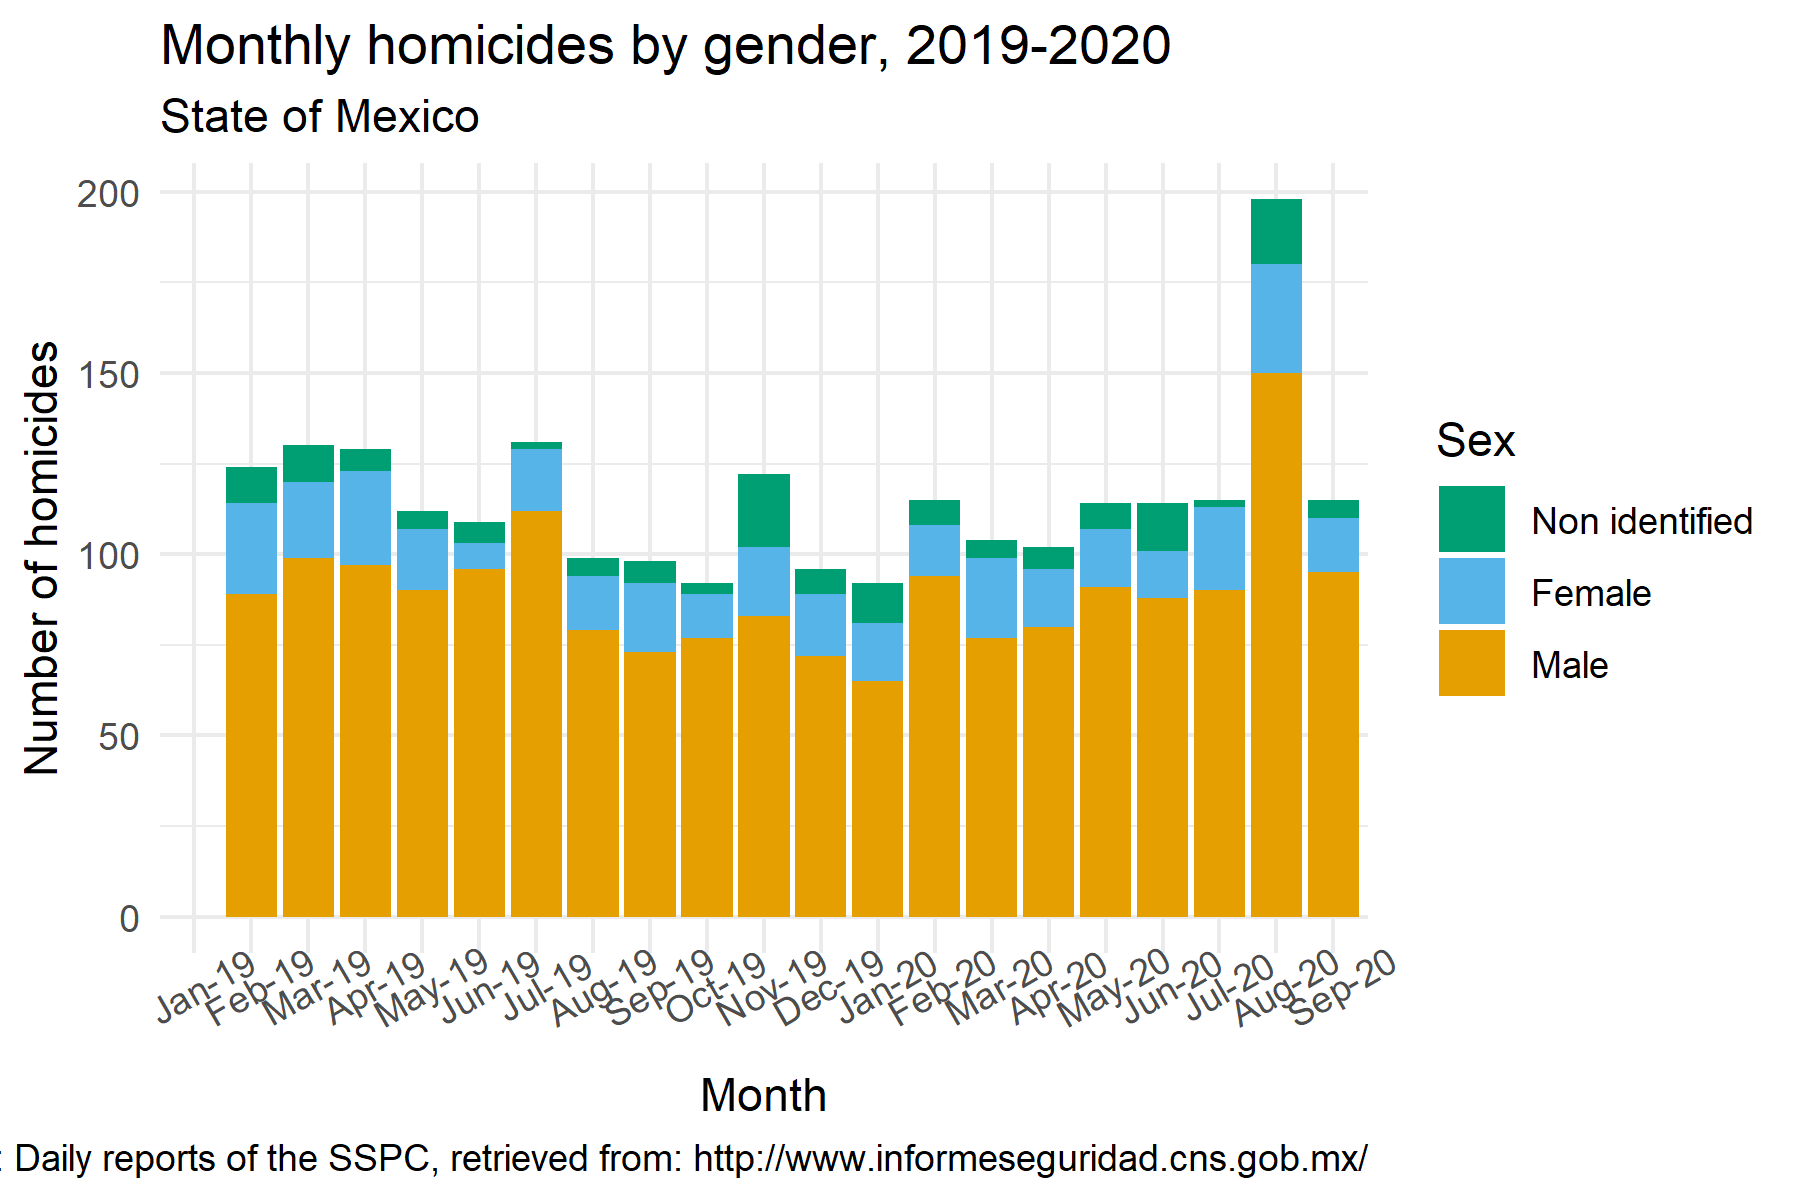 Monthly homicides by gender, 2019-2020
State of Mexico
200
150
100
50
0
Number of homicides
Jan-19
Feb-19
Mar-19
Apr-19
May-19
Jun-19
Jul-19
Aug-19
Sep-19
Oct-19
Nov-19
Dec-19
Jan-20
Feb-20
Mar-20
Apr-20
May-20
Jun-20
Jul-20
Aug-20
Sep-20
Month
Sex
Non identified
Female
Male
: Daily reports of the SSPC, retrieved from: http://www.informeseguridad.cns.gob.mx/